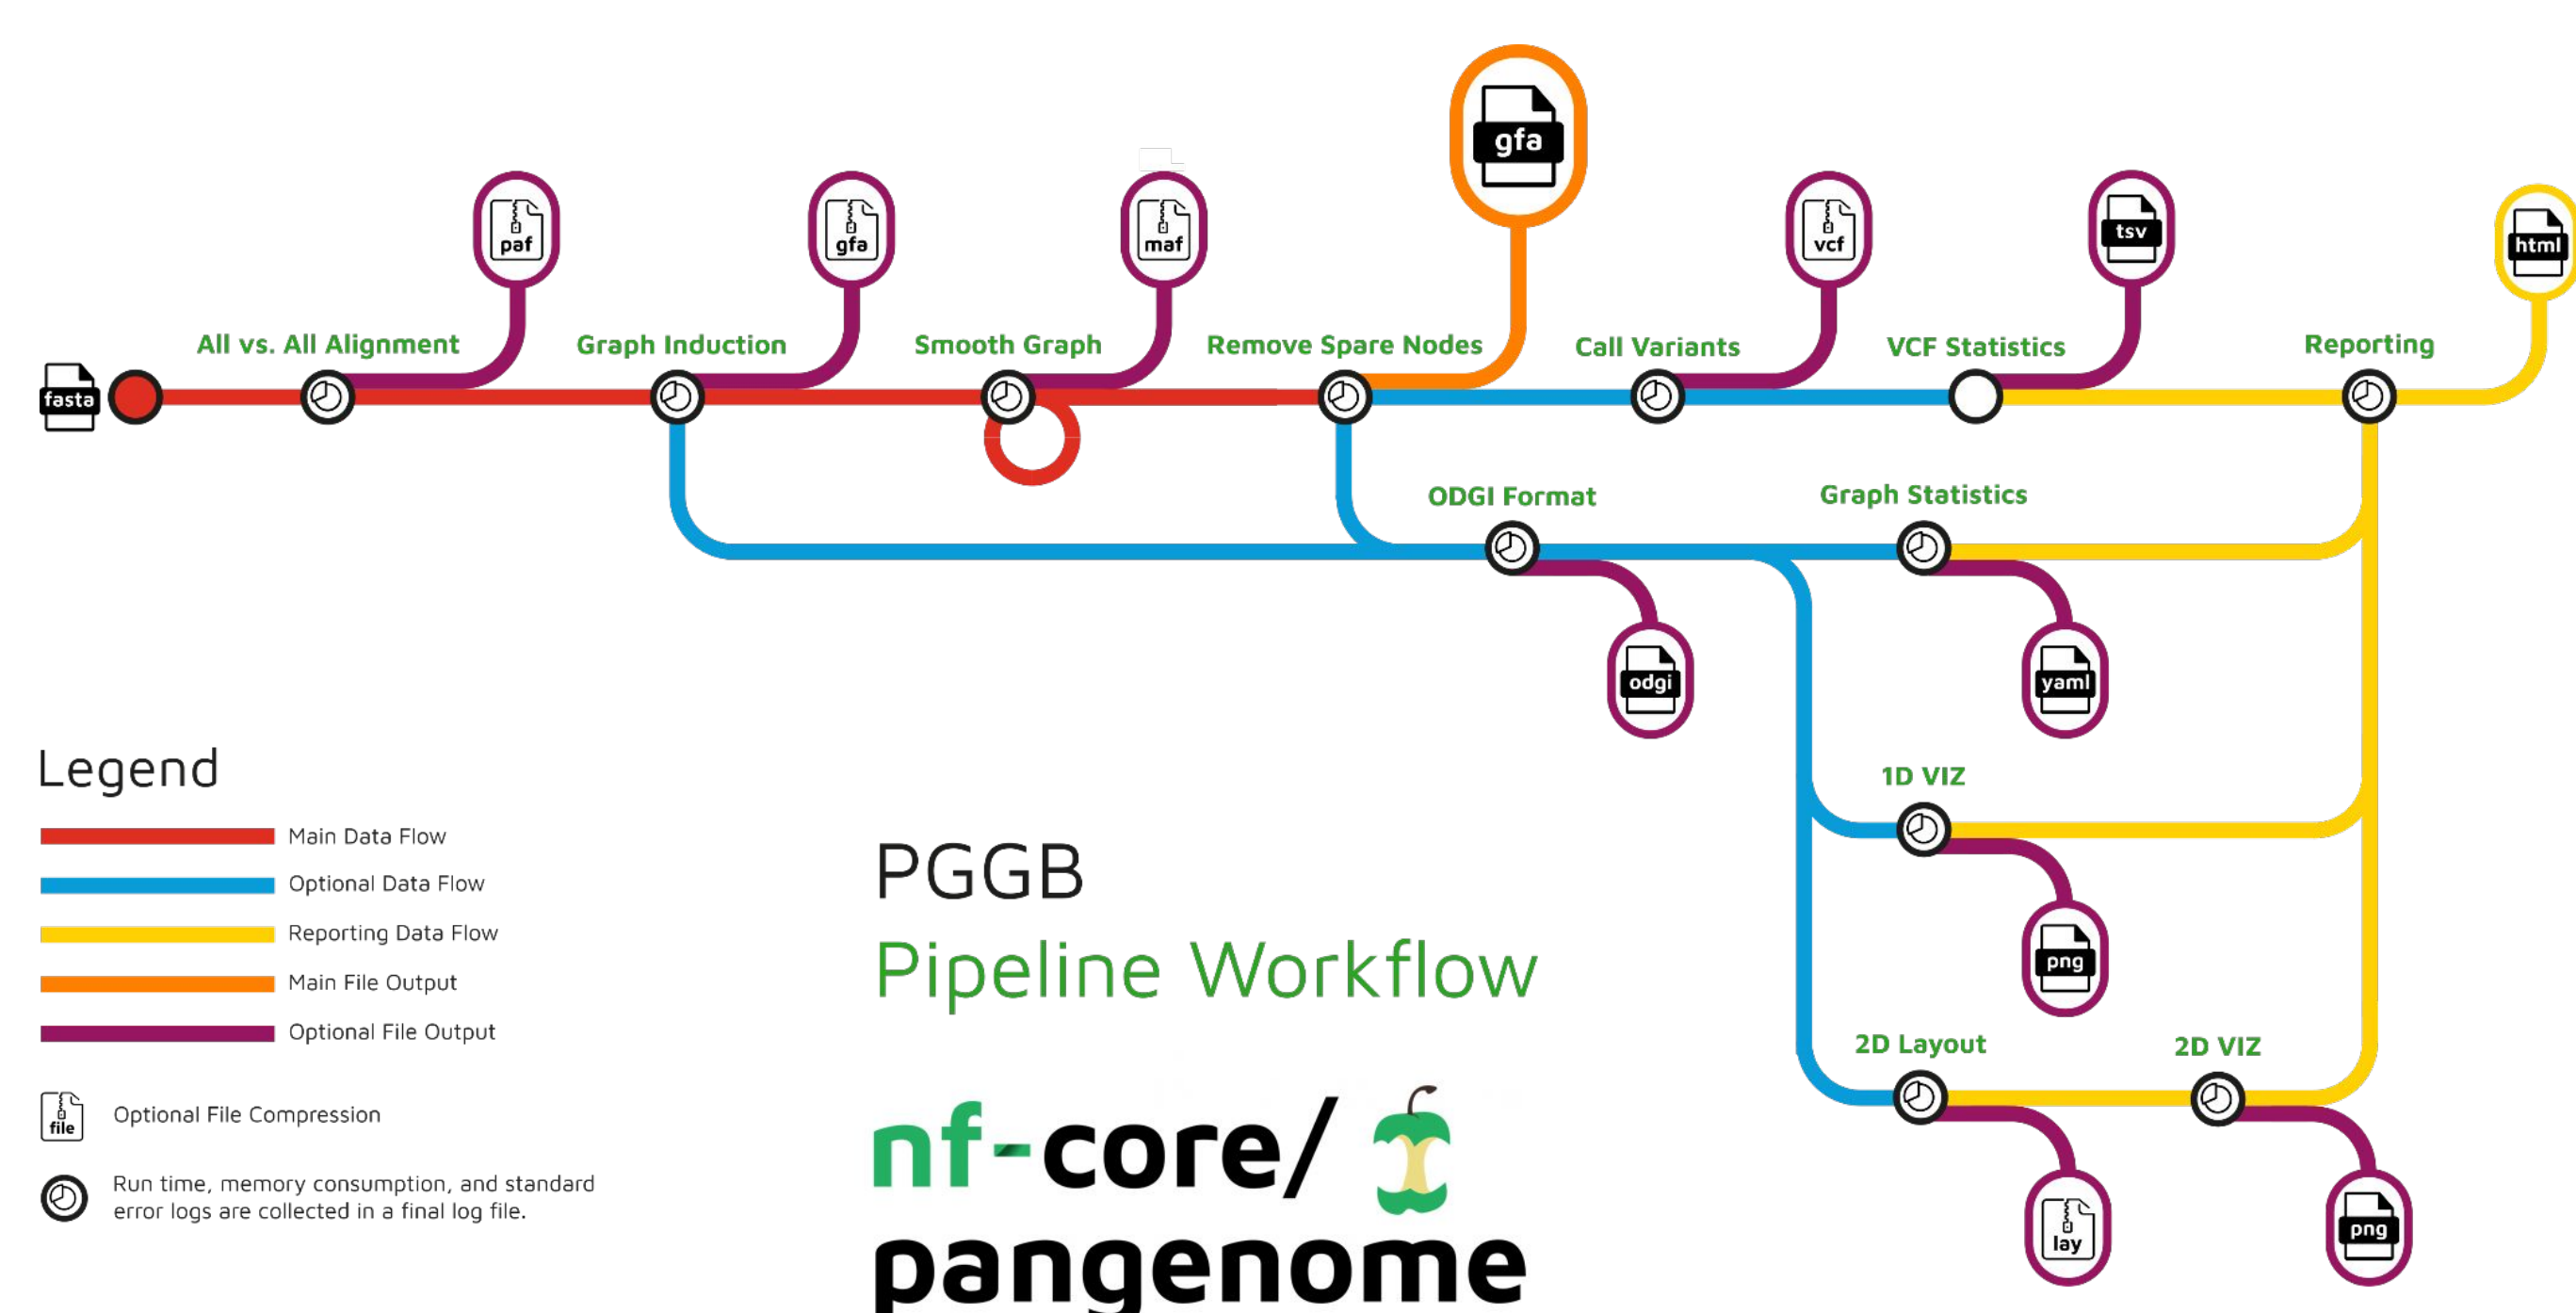 gfa
paf
gfa
maf
vcf
tsv
html
All vs. All Alignment
Graph Induction
Smooth Graph
Remove Spare Nodes
Call Variants
VCF Statistics
Reporting
fasta
ODGI Format
Graph Statistics
odgi
yaml
1D VIZ
png
2D Layout
2D VIZ
lay
png
Legend
Main Data Flow
Optional Data Flow
Reporting Data Flow
Main File Output
Optional File Output
file
Optional File Compression
Run time, memory consumption, and standard
error logs are collected in a final log file.
PGGB
Pipeline Workflow
nf-core/
pangenome